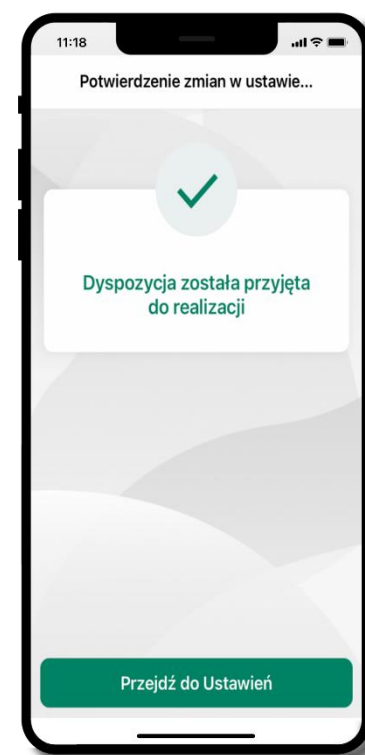 11:18
Potwierdzenie zmian w ustawie...
Dyspozycja została przyjęta
do realizacji
Przejdź do Ustawień